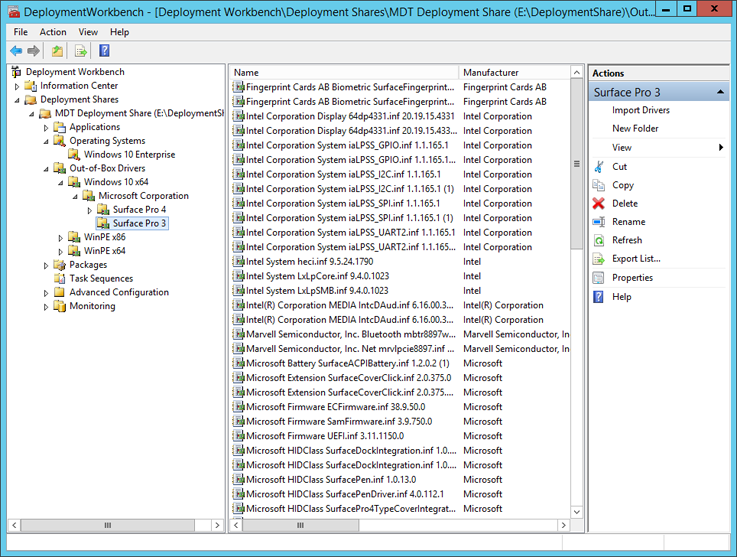 DeploymentWorkbench - [Deployment Workbench\Deployment Shares\MDT Deployment Share (E:\DeploymentShare)\Out...
File Action View Help
Deployment Workbench
Information Center
Deployment Shares
MDT Deployment Share (E:\DeploymentSh
Applications
Operating Systems
Windows 10 Enterprise
Out-of-Box Drivers
Windows 10 x64
Microsoft Corporation
Surface Pro 4
Surface Pro 3
WinPE x86
WinPE x64
Packages
Task Sequences
Advanced Configuration
Monitoring
Name Manufacturer
Fingerprint Cards AB Biometric SurfaceFingerprint... Fingerprint Cards AB
Fingerprint Cards AB Biometric SurfaceFingerprint... Fingerprint Cards AB
Intel Corporation Display 64dp4331.inf 20.19.15.4331 Intel Corporation
Intel Corporation Display 64dp4331.inf 20.19.15.433... Intel Corporation
Intel Corporation System iaLPSS_GPIO.inf 1.1.165.1 Intel Corporation
Intel Corporation System iaLPSS_GPIO.inf 1.1.165.... Intel Corporation
Intel Corporation System iaLPSS_I2C.inf 1.1.165.1 Intel Corporation
Intel Corporation System iaLPSS_I2C.inf 1.1.165.1 (1) Intel Corporation
Intel Corporation System iaLPSS_SPI.inf 1.1.165.1 Intel Corporation
Intel Corporation System iaLPSS_SPI.inf 1.1.165.1 (1) Intel Corporation
Intel Corporation System iaLPSS_UART2.inf 1.1.165.1 Intel Corporation
Intel Corporation System iaLPSS_UART2.inf 1.1.165.... Intel Corporation
Intel System heci.inf 9.5.24.1790 Intel
Intel System LxLpCore.inf 9.4.0.1023 Intel
Intel System LxLpSMB.inf 9.4.0.1023 Intel
Intel(R) Corporation MEDIA IntcDAud.inf 6.16.00.3... Intel(R) Corporation
Intel(R) Corporation MEDIA IntcDAud.inf 6.16.00.3... Intel(R) Corporation
Marvell Semiconductor, Inc. Bluetooth mbtr8897w... Marvell Semiconductor, Inc
Marvell Semiconductor, Inc. Net mrvlpcie8897.inf ... Marvell Semiconductor, Inc
Microsoft Battery SurfaceACPIBattery.inf 1.2.0.2 (1) Microsoft
Microsoft Extension SurfaceCoverClick.inf 2.0.375.0 Microsoft
Microsoft Extension SurfaceCoverClick.inf 2.0.375.... Microsoft
Microsoft Firmware ECFirmware.inf 38.9.50.0 Microsoft
Microsoft Firmware SamFirmware.inf 3.9.750.0 Microsoft
Microsoft Firmware UEFI.inf 3.11.1150.0 Microsoft
Microsoft HIDClass SurfaceDockIntegration.inf 1.0.... Microsoft
Microsoft HIDClass SurfaceDockIntegration.inf 1.0.... Microsoft
Microsoft HIDClass SurfacePen.inf 1.0.13.0 Microsoft
Microsoft HIDClass SurfacePenDriver.inf 4.0.112.1 Microsoft
Microsoft HIDClass SurfacePro4TypeCoverIntegrat... Microsoft
Actions
Surface Pro 3
Import Drivers
New Folder
View
Cut
Copy
Delete
Rename
Refresh
Export List...
Properties
Help